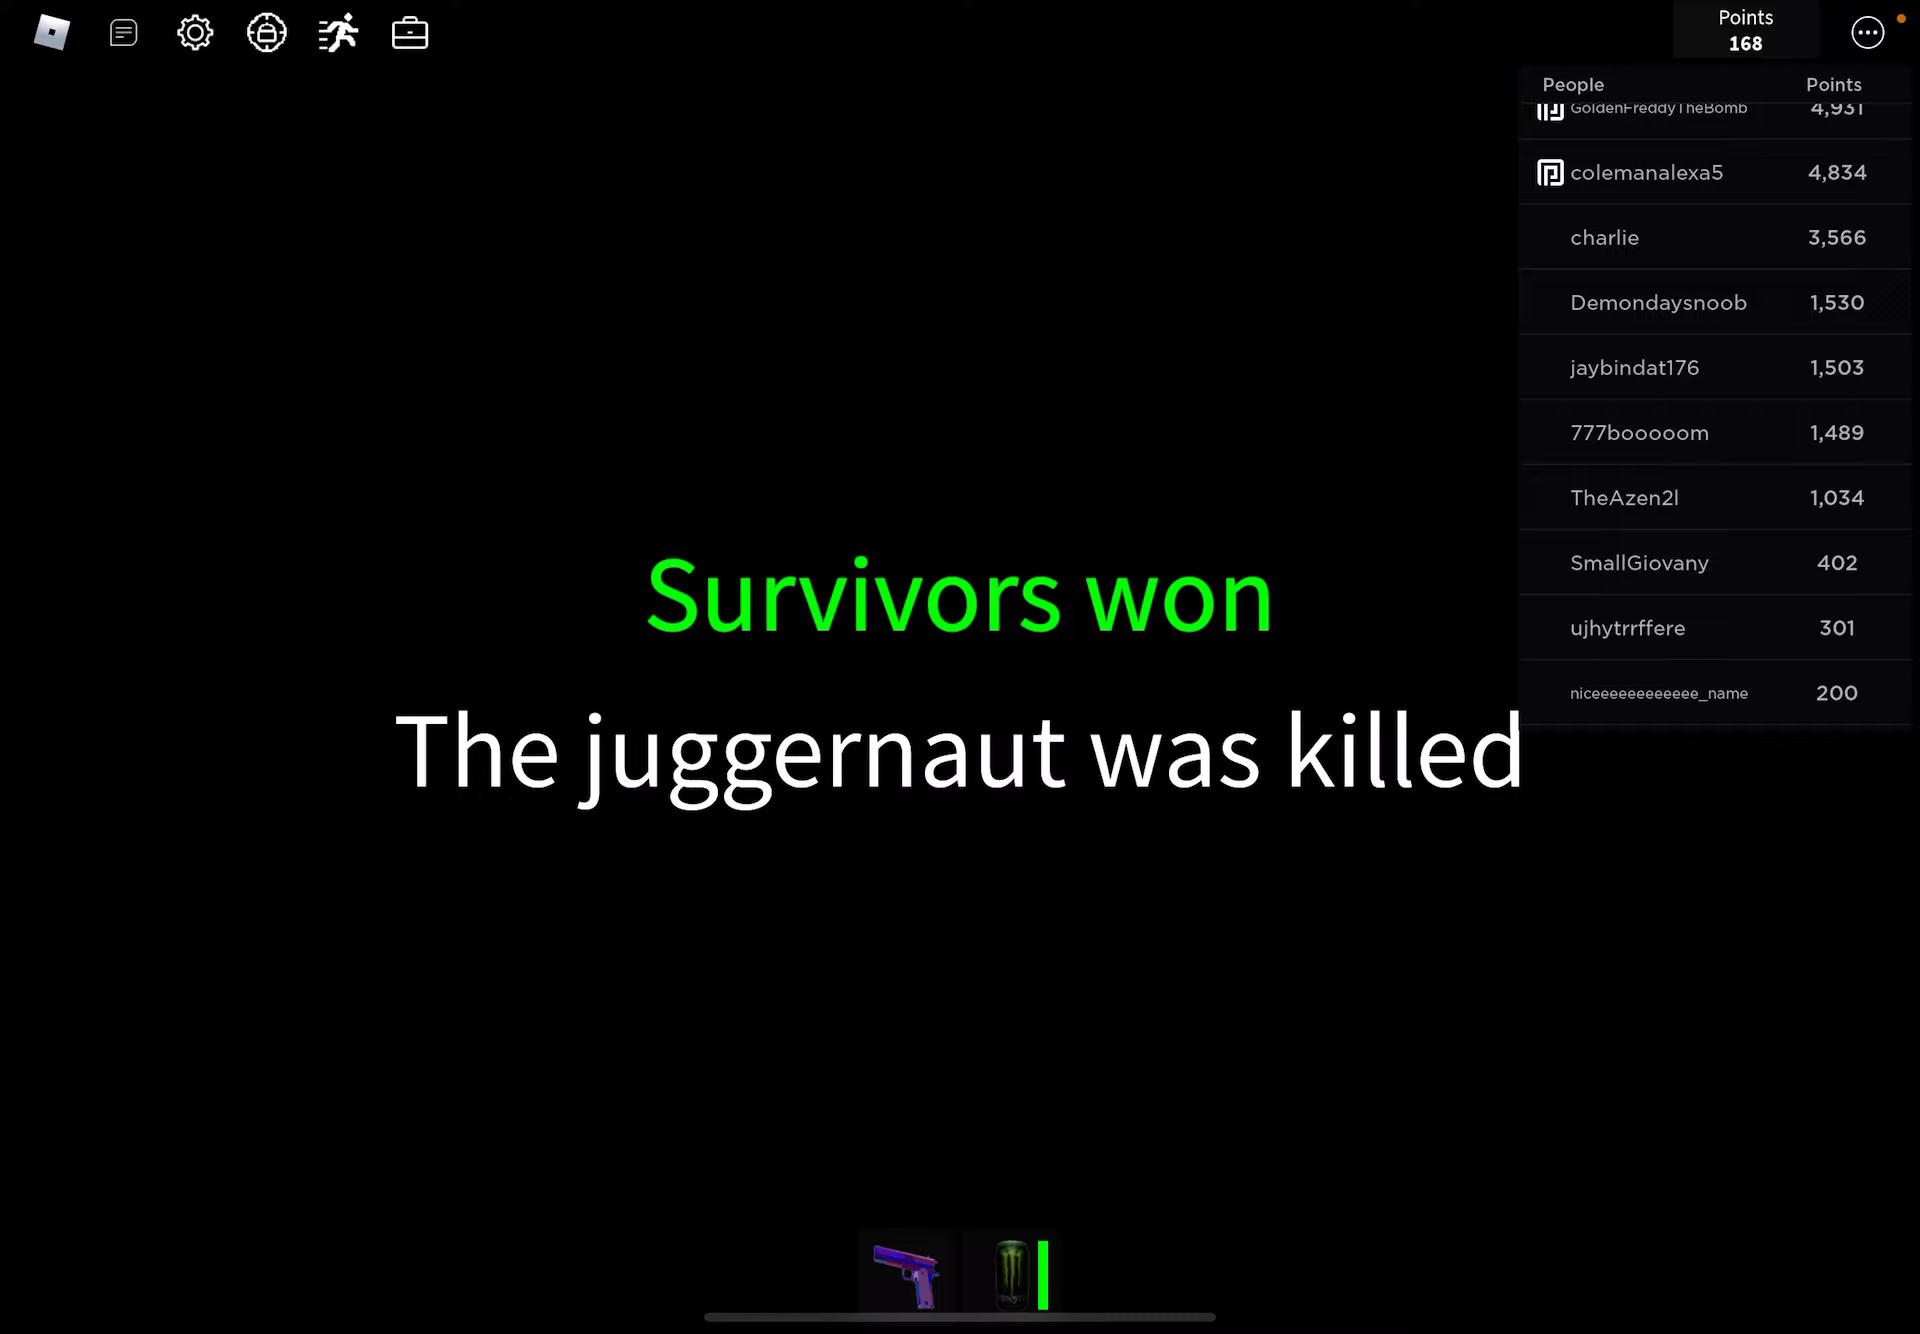 Points
168
People Points
GoldenFreddyTheBomb 4,931
colemanalexa5 4,834
charlie 3,566
Demondaysnoob 1,530
jaybindat176 1,503
777booooom 1,489
TheAzen2l 1,034
SmallGiovany 402
ujhytrrffere 301
niceeeeeeeeeeee_name 200
Survivors won
The juggernaut was killed